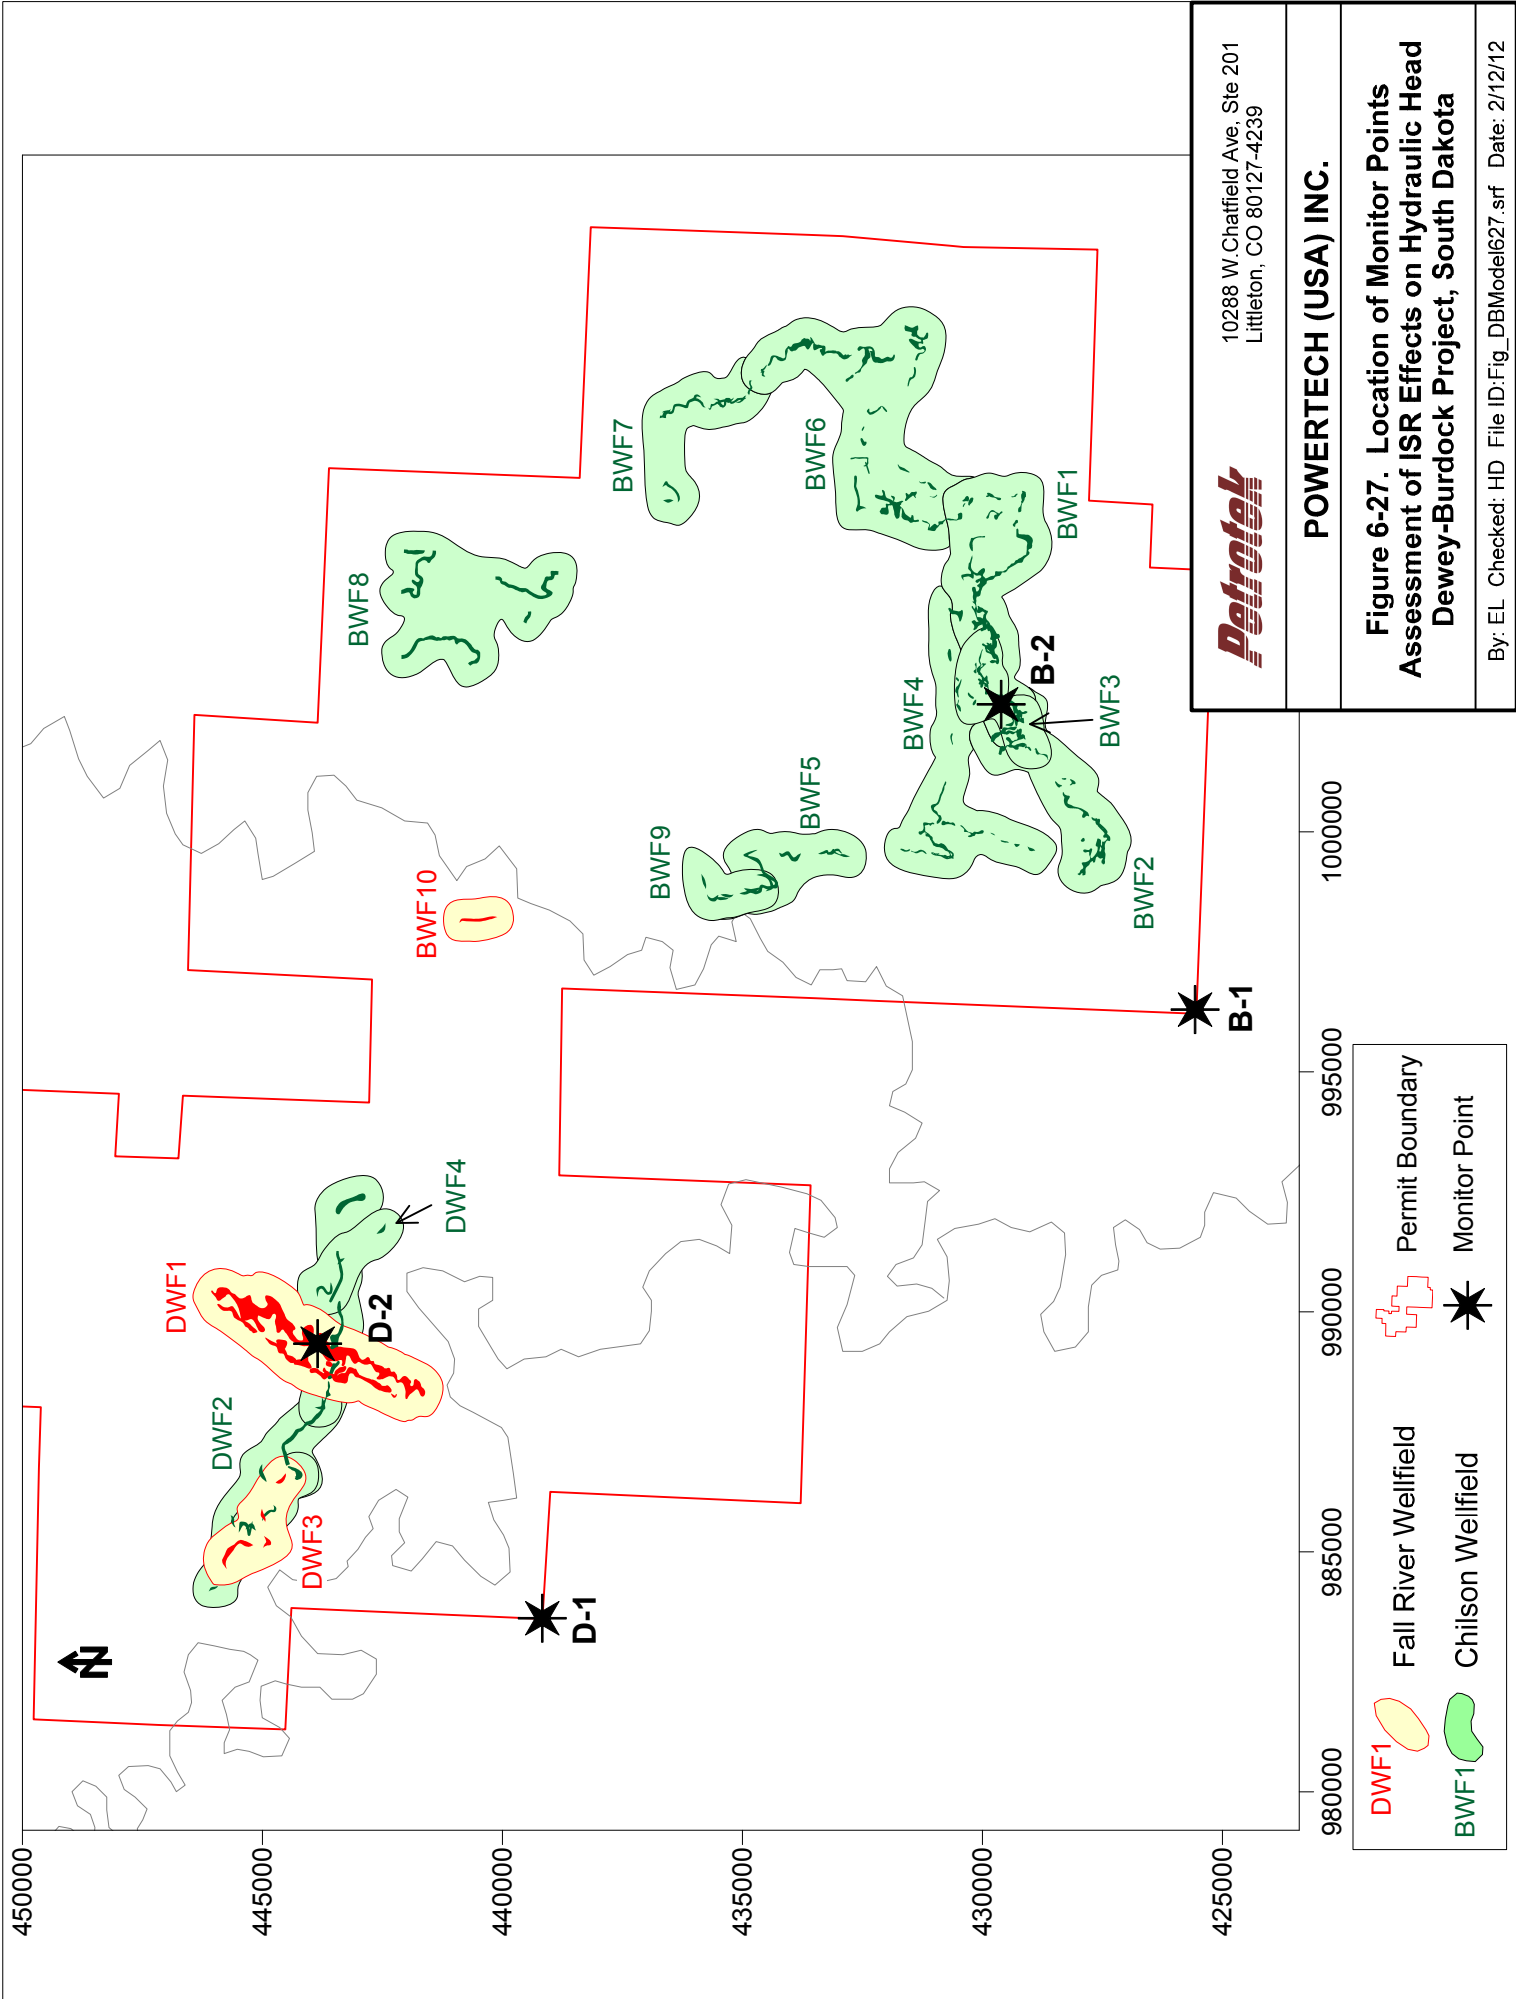 450000
445000
440000
435000
430000
425000
980000
985000
990000
995000
1000000
N
DWF1
DWF2
DWF3
DWF4
D-1
D-2
BWF10
BWF8
BWF7
BWF6
BWF1
BWF9
BWF5
BWF4
BWF3
BWF2
B-2
B-1
DWF1
Fall River Wellfield
Permit Boundary
BWF1
Chilson Wellfield
Monitor Point
Petrotek
10288 W.Chatfield Ave, Ste 201
Littleton, CO 80127-4239
POWERTECH (USA) INC.
Figure 6-27. Location of Monitor Points
Assessment of ISR Effects on Hydraulic Head
Dewey-Burdock Project, South Dakota
By: EL Checked: HD File ID:Fig_DBModel627.srf Date: 2/12/12